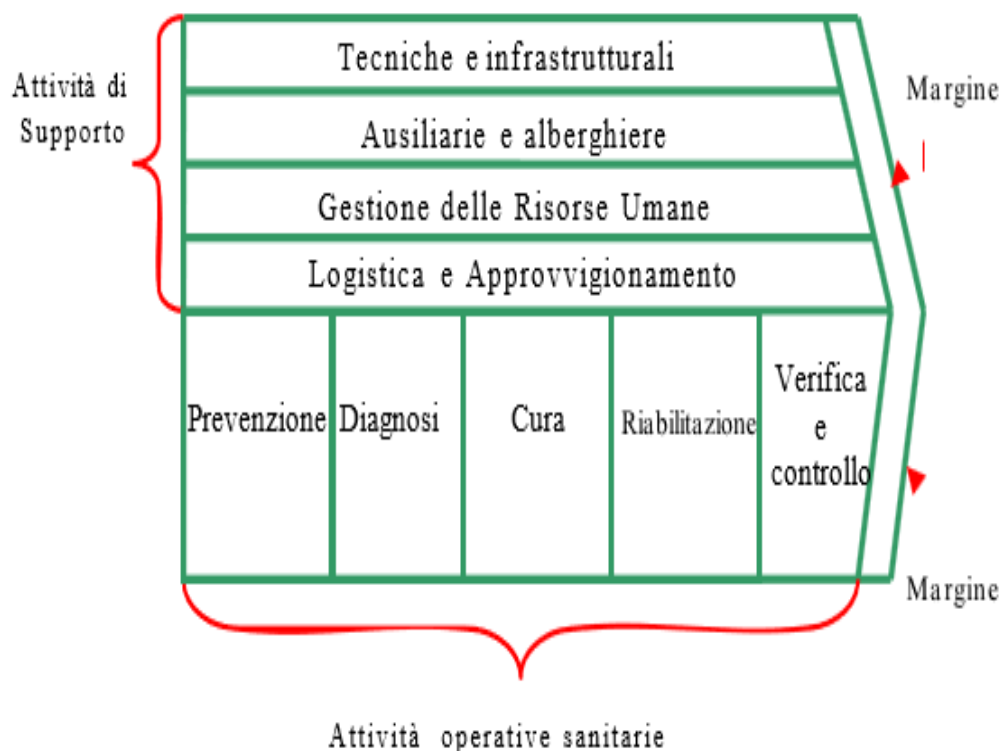 Tecniche e infrastrutturali
Attività di
Supporto
Margine
Ausiliarie e alberghiere
Gestione delle Risorse Umane
Logistica e Approvvigionamento
Prevenzione
Diagnosi
Cura
Riabilitazione
Verifica
e
controllo
Margine
Attività operative sanitarie